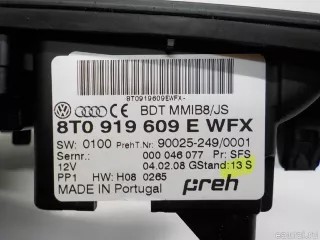 8T0919609EWFX-
CE BDT MMIB8/JS
8T0 919 609 E WFX
SW: 0100 PrehT.Nr: 90025-249/0001
Sernr.: 000 046 077 Pr: SFS
12V 04.02.08 GStand: 13 S
PP1 HW: H08 0265
MADE IN Portugal preh